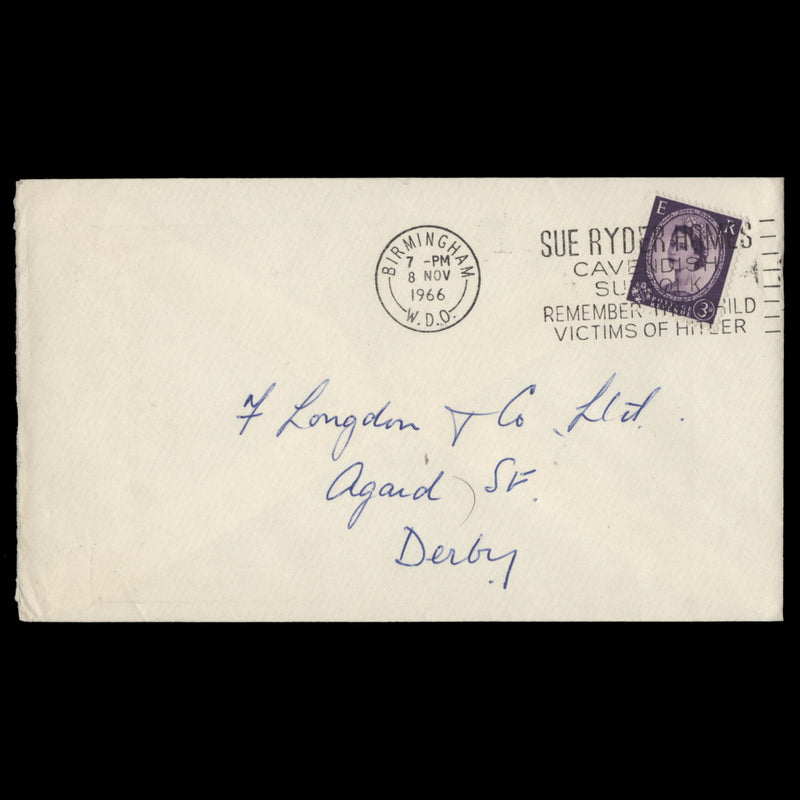 BIRMINGHAM
7 -PM
8 NOV
1966
W.D.O.
E R
3D
SUE RYDER HOMES
CAVENDISH
SUFFOLK
REMEMBER THE CHILD
VICTIMS OF HITLER
F Longdon & Co Ltd.
Agard St.
Derby